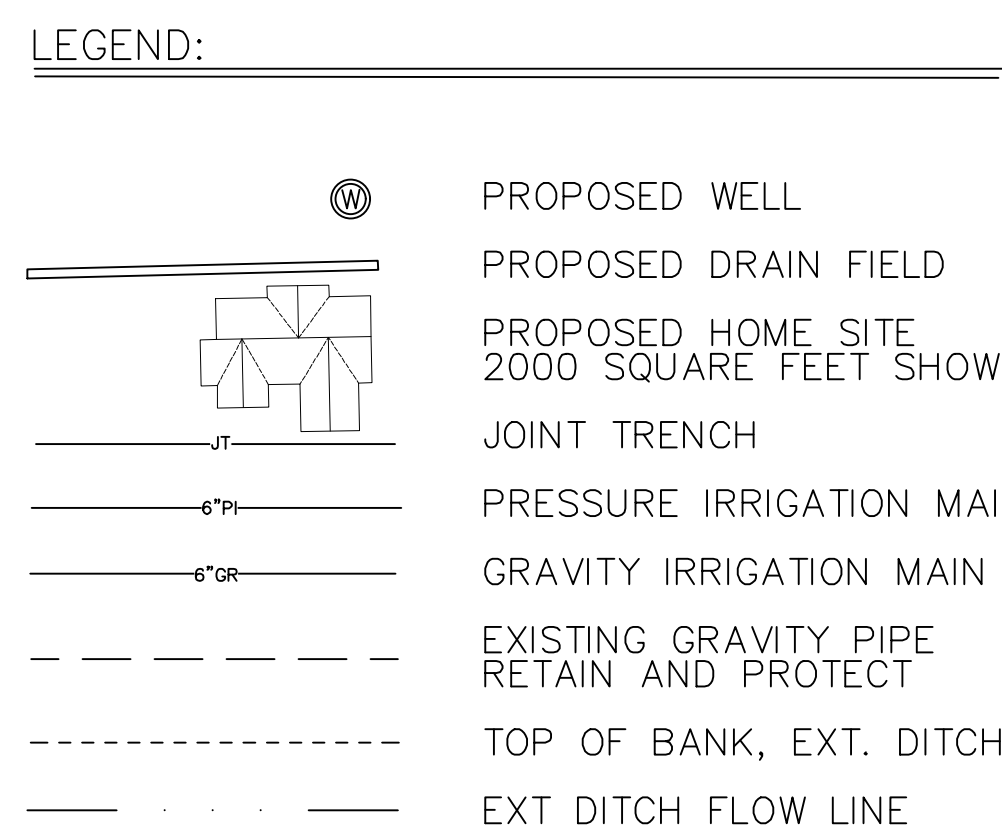 LEGEND:
W PROPOSED WELL
PROPOSED DRAIN FIELD
PROPOSED HOME SITE
2000 SQUARE FEET SHOW
JT JOINT TRENCH
6"PI PRESSURE IRRIGATION MAI
6"GR GRAVITY IRRIGATION MAIN
EXISTING GRAVITY PIPE
RETAIN AND PROTECT
TOP OF BANK, EXT. DITCH
EXT DITCH FLOW LINE